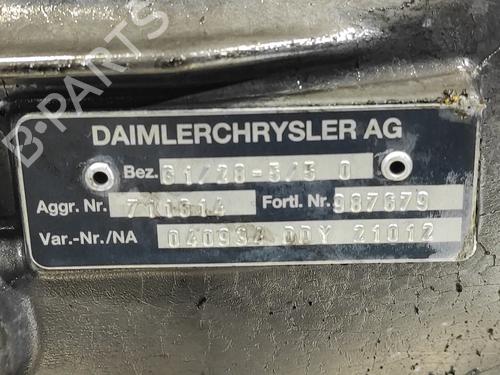 B-PARTS
DAIMLERCHRYSLER AG
Bez. G1/28-5/5 0
Aggr. Nr. 711614 Fortl. Nr. 987679
Var.-Nr./NA 040934 DDY 21012